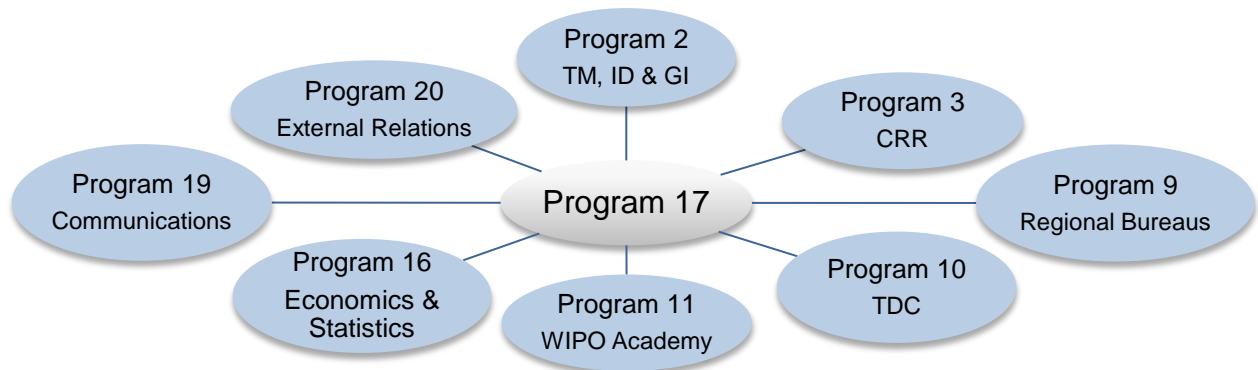 Program 2
TM, ID & GI
Program 20
External Relations
Program 3
CRR
Program 19
Communications
Program 17
Program 9
Regional Bureaus
Program 16
Economics &
Statistics
Program 11
WIPO Academy
Program 10
TDC